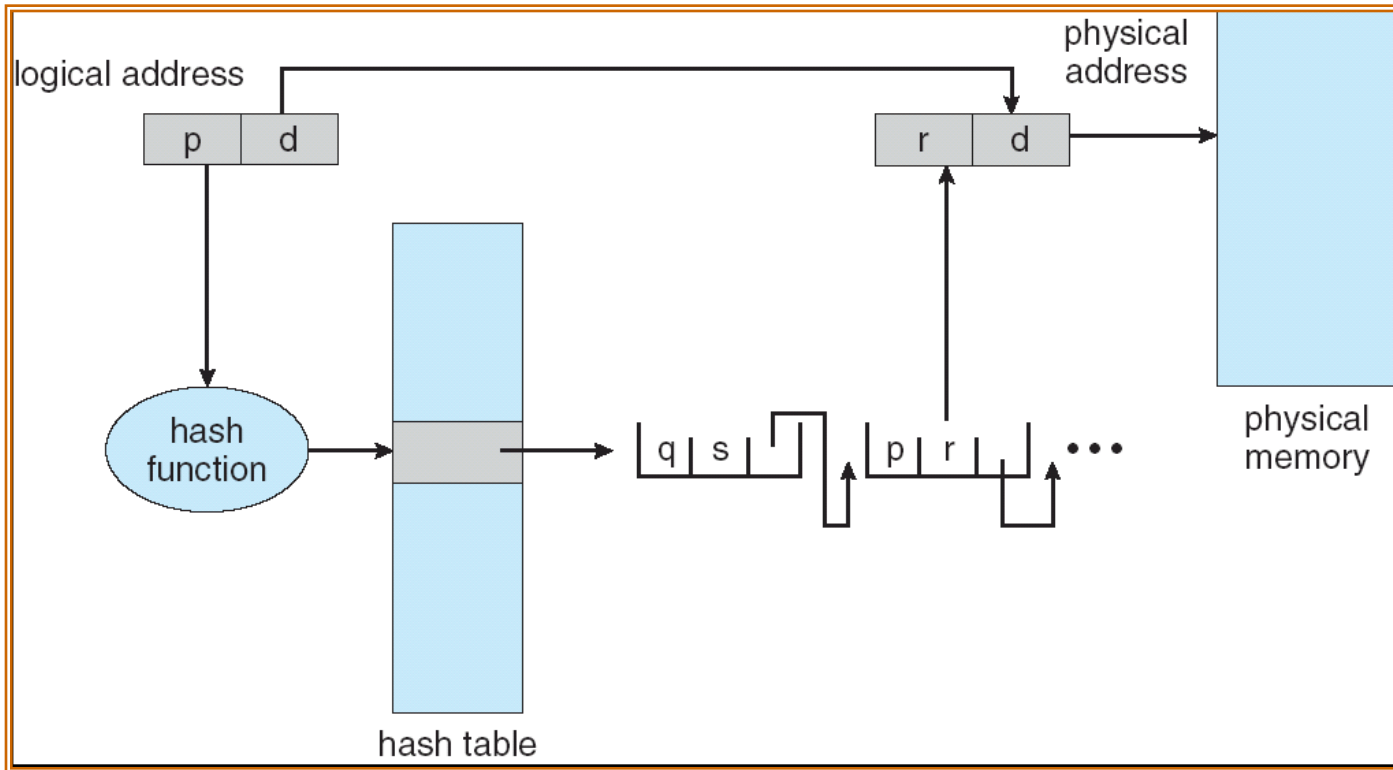 logical address
p d
physical
address
r d
hash
function
q s
p r
hash table
physical
memory